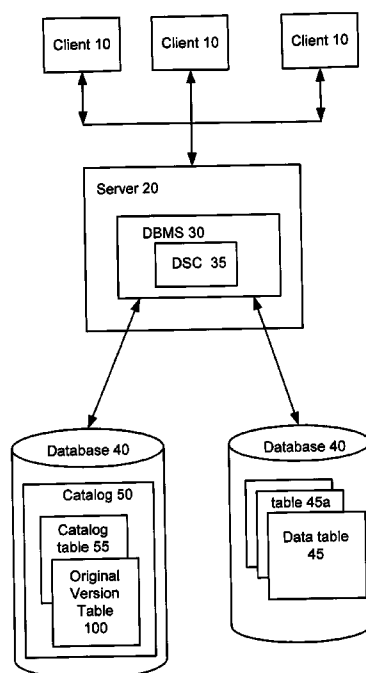 Client 10
Client 10
Client 10
Server 20
DBMS 30
DSC 35
Database 40
Catalog 50
Catalog
table 55
Original
Version
Table
100
Database 40
table 45a
Data table
45